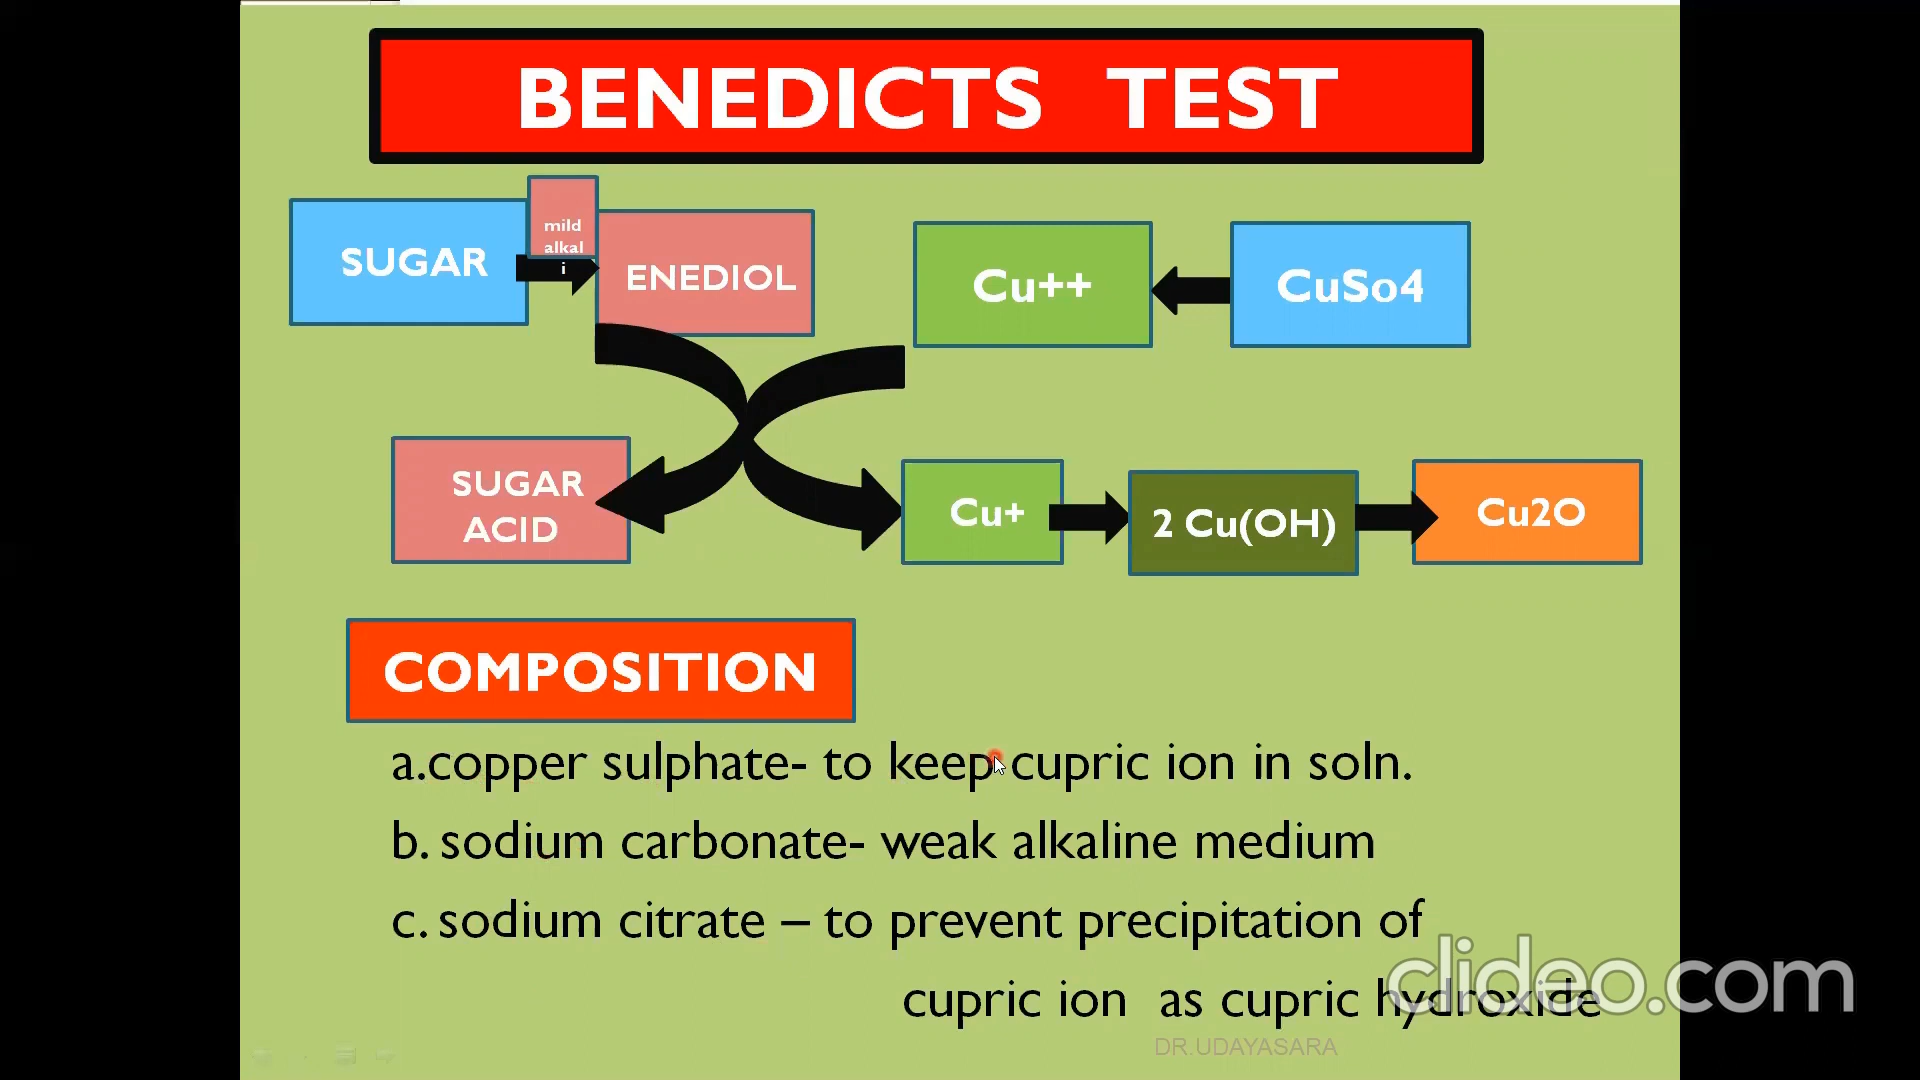 BENEDICTS TEST
SUGAR
mild
alkal
i
ENEDIOL
Cu++
CuSo4
SUGAR
ACID
Cu+
2 Cu(OH)
Cu2O
COMPOSITION
a.copper sulphate- to keep cupric ion in soln.
b. sodium carbonate- weak alkaline medium
c. sodium citrate – to prevent precipitation of
cupric ion as cupric hydroxide
clideo.com
DR.UDAYASARA